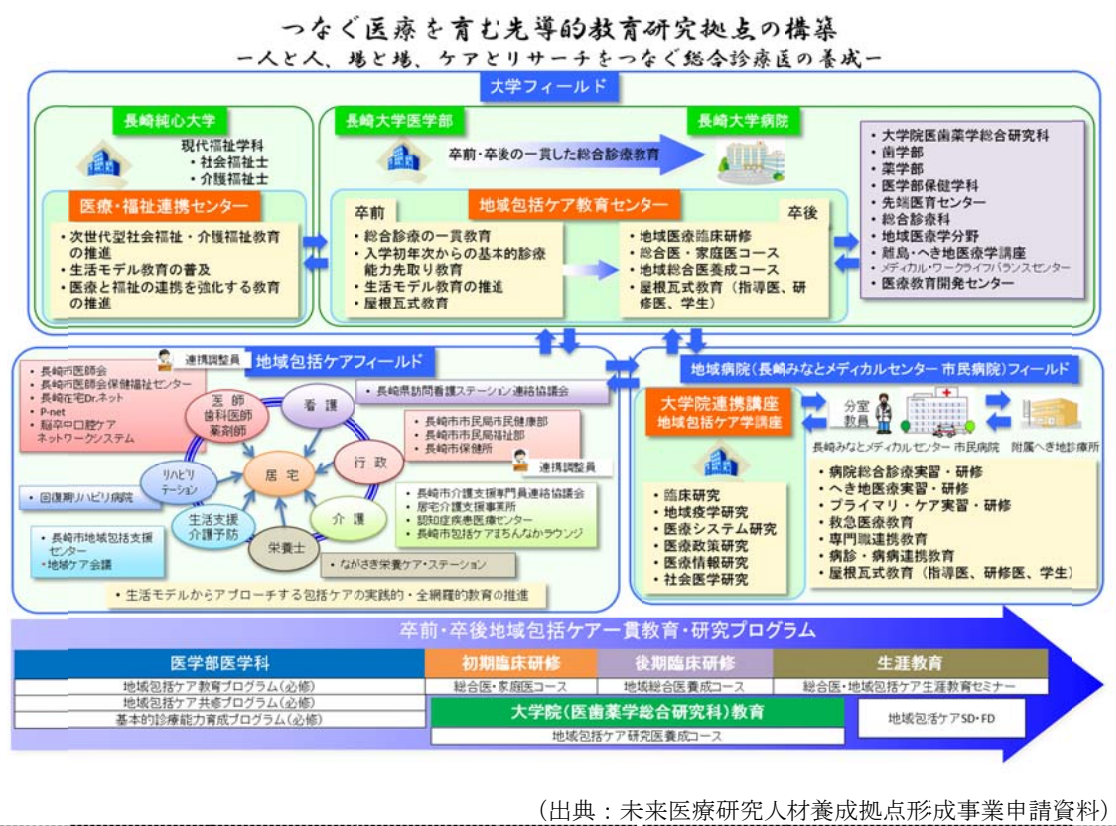 つなぐ医療を育む先導的教育研究拠点の構築
ー人と人、場と場、ケアとリサーチをつなぐ総合診療医の養成ー
大学フィールド
長崎純心大学
現代福祉学科
・社会福祉士
・介護福祉士
医療・福祉連携センター
・次世代型社会福祉・介護福祉教育
の推進
・生活モデル教育の普及
・医療と福祉の連携を強化する教育
の推進
長崎大学医学部
卒前・卒後の一貫した総合診療教育
長崎大学病院
地域包括ケア教育センター
卒前
・総合診療の一貫教育
・入学初年次からの基本的診療
能力先取り教育
・生活モデル教育の推進
・屋根瓦式教育
卒後
・地域医療臨床研修
・総合医・家庭医コース
・地域総合医養成コース
・屋根瓦式教育（指導医、研
修医、学生）
・大学院医歯薬学総合研究科
・歯学部
・薬学部
・医学部保健学科
・先端医育センター
・総合診療科
・地域医療学分野
・離島・へき地医療学講座
・メディカル・ワークライフバランスセンター
・医療教育開発センター
地域包括ケアフィールド
連携調整員
・長崎市医師会
・長崎市医師会保健福祉センター
・長崎在宅Dr.ネット
・P-net
・脳卒中口腔ケア
ネットワークシステム
医師
歯科医師
薬剤師
看護
・長崎県訪問看護ステーション連絡協議会
・長崎市市民局市民健康部
・長崎市市民局福祉部
・長崎市保健所
連携調整員
行政
居宅
リハビリ
テーション
・回復期リハビリ病院
生活支援
介護予防
・長崎市地域包括支援
センター
・地域ケア会議
介護
・長崎市介護支援専門員連絡協議会
・居宅介護支援事業所
・認知症疾患医療センター
・長崎市包括ケアまちんなかラウンジ
栄養士
・ながさき栄養ケア・ステーション
・生活モデルからアプローチする包括ケアの実践的・全網羅的教育の推進
地域病院（長崎みなとメディカルセンター 市民病院）フィールド
大学院連携講座
地域包括ケア学講座
・臨床研究
・地域疫学研究
・医療システム研究
・医療政策研究
・医療情報研究
・社会医学研究
分室
教員
長崎みなとメディカルセンター 市民病院
附属へき地診療所
・病院総合診療実習・研修
・へき地医療実習・研修
・プライマリ・ケア実習・研修
・救急医療教育
・専門職連携教育
・病診・病病連携教育
・屋根瓦式教育（指導医、研修医、学生）
卒前・卒後地域包括ケア一貫教育・研究プログラム
医学部医学科
地域包括ケア教育プログラム（必修）
地域包括ケア共修プログラム（必修）
基本的診療能力育成プログラム（必修）
初期臨床研修
総合医・家庭医コース
後期臨床研修
地域総合医養成コース
生涯教育
総合医・地域包括ケア生涯教育セミナー
大学院（医歯薬学総合研究科）教育
地域包括ケア研究医養成コース
地域包括ケアSD・FD
（出典：未来医療研究人材養成拠点形成事業申請資料）